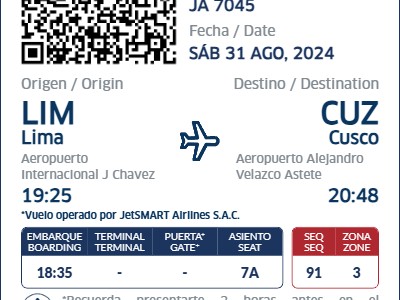 JA 7045
Fecha / Date
SÁB 31 AGO, 2024
Origen / Origin
Destino / Destination
LIM
CUZ
Lima
Cusco
Aeropuerto
Internacional J Chavez
Aeropuerto Alejandro
Velazco Astete
19:25
20:48
*Vuelo operado por JetSMART Airlines S.A.C.
EMBARQUE TERMINAL PUERTA* ASIENTO SEQ ZONA
BOARDING TERMINAL GATE* SEAT SEQ ZONE
18:35 - - 7A 91 3
*Recuerda presentarte 2 horas antes en el